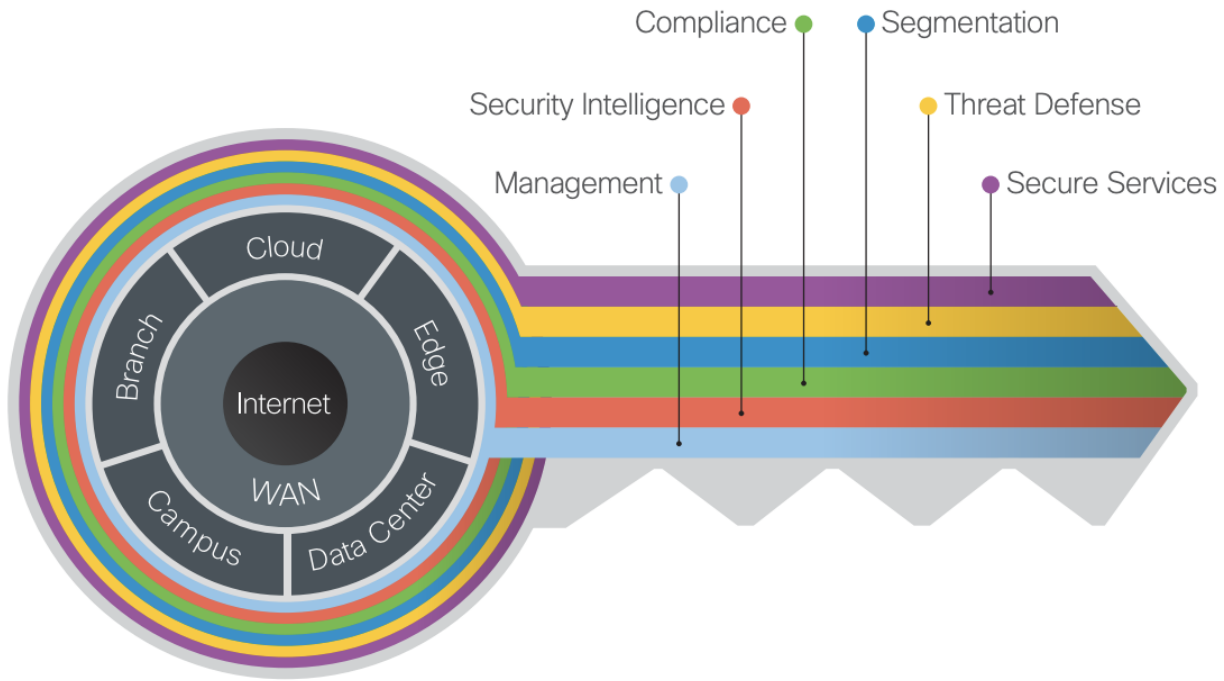 Compliance
Segmentation
Security Intelligence
Threat Defense
Management
Secure Services
Cloud
Branch
Edge
Internet
WAN
Campus
Data Center